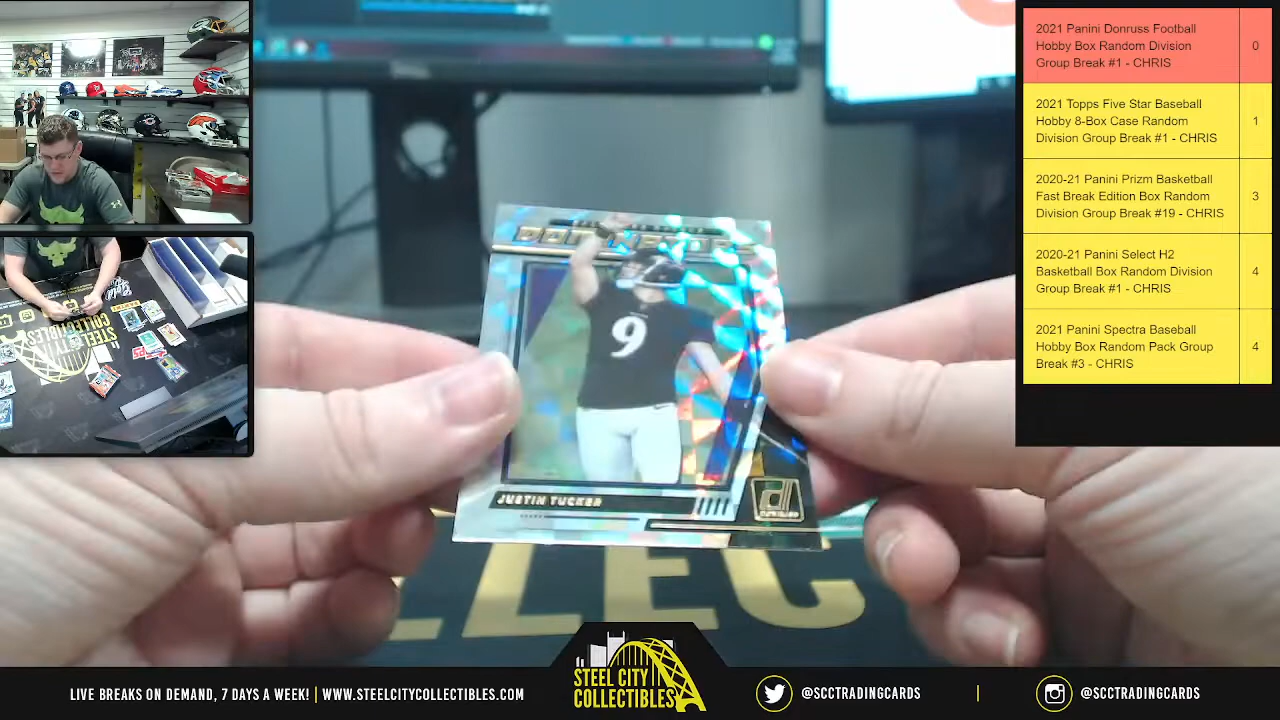 2021 Panini Donruss Football
Hobby Box Random Division
Group Break #1 - CHRIS
0
2021 Topps Five Star Baseball
Hobby 8-Box Case Random
Division Group Break #1 - CHRIS
1
2020-21 Panini Prizm Basketball
Fast Break Edition Box Random
Division Group Break #19 - CHRIS
3
2020-21 Panini Select H2
Basketball Box Random Division
Group Break #1 - CHRIS
4
2021 Panini Spectra Baseball
Hobby Box Random Pack Group
Break #3 - CHRIS
4
9
JUSTIN TUCKER
d
LLEC
COLLECTIBLES
LIVE BREAKS ON DEMAND, 7 DAYS A WEEK! | WWW.STEELCITYCOLLECTIBLES.COM
STEEL CITY
COLLECTIBLES
@SCCTRADINGCARDS
@SCCTRADINGCARDS